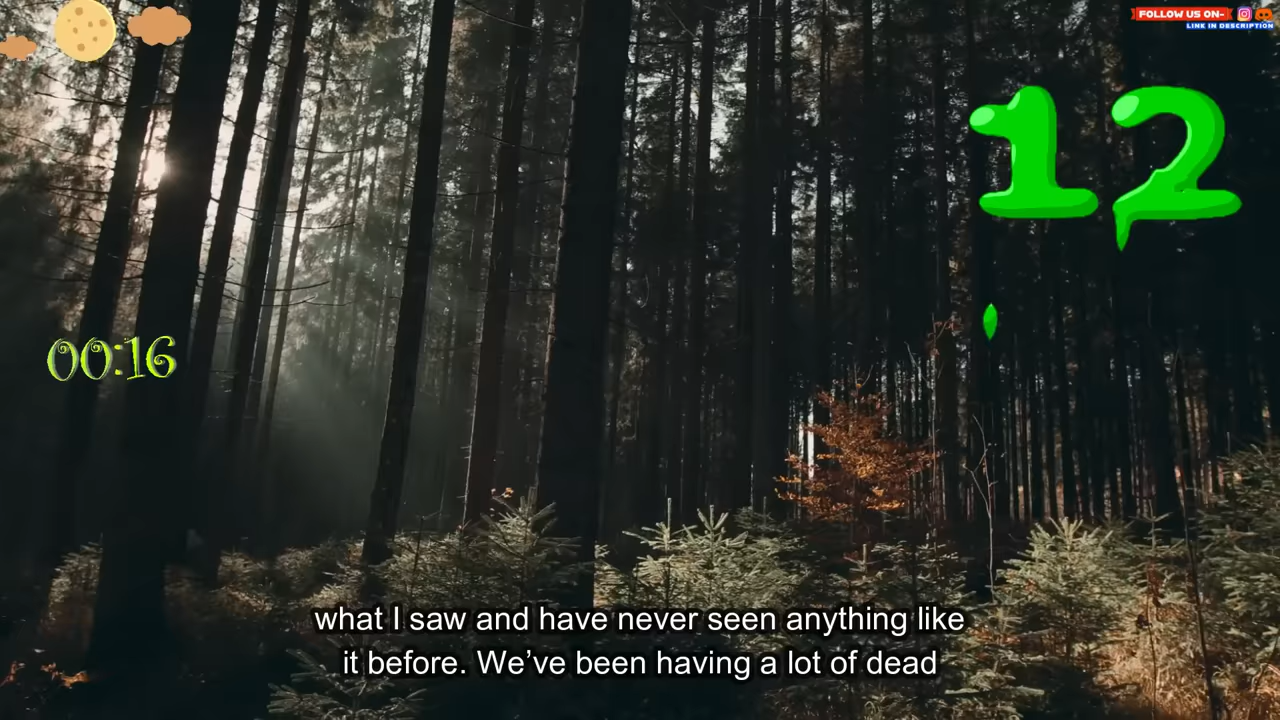 FOLLOW US ON-
LINK IN DESCRIPTION
12
00:16
what I saw and have never seen anything like
it before. We’ve been having a lot of dead